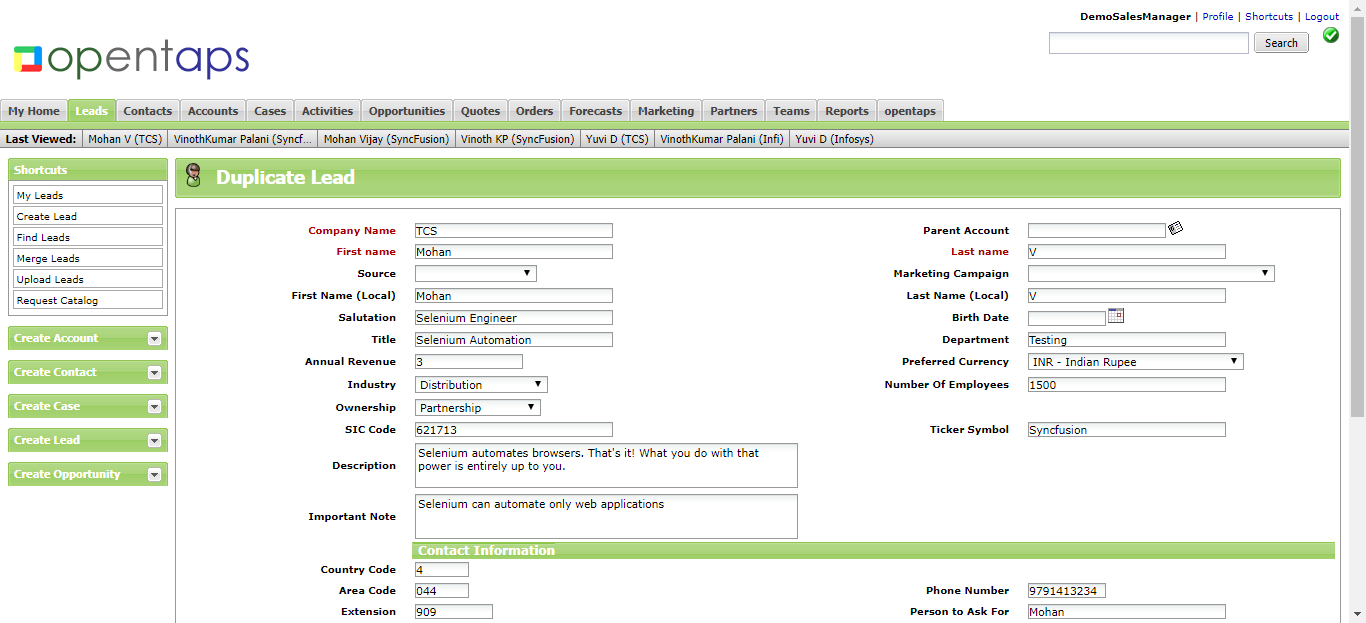 DemoSalesManager | Profile | Shortcuts | Logout
opentaps
Search
My Home Leads Contacts Accounts Cases Activities Opportunities Quotes Orders Forecasts Marketing Partners Teams Reports opentaps
Last Viewed: Mohan V (TCS) VinothKumar Palani (Syncf... Mohan Vijay (SyncFusion) Vinoth KP (SyncFusion) Yuvi D (TCS) VinothKumar Palani (Infi) Yuvi D (Infosys)
Shortcuts
My Leads
Create Lead
Find Leads
Merge Leads
Upload Leads
Request Catalog
Create Account
Create Contact
Create Case
Create Lead
Create Opportunity
Duplicate Lead
Company Name TCS Parent Account
First name Mohan Last name V
Source Marketing Campaign
First Name (Local) Mohan Last Name (Local) V
Salutation Selenium Engineer Birth Date
Title Selenium Automation Department Testing
Annual Revenue 3 Preferred Currency INR - Indian Rupee
Industry Distribution Number Of Employees 1500
Ownership Partnership
SIC Code 621713 Ticker Symbol Syncfusion
Description Selenium automates browsers. That's it! What you do with that
power is entirely up to you.
Important Note Selenium can automate only web applications
Contact Information
Country Code 4
Area Code 044 Phone Number 9791413234
Extension 909 Person to Ask For Mohan